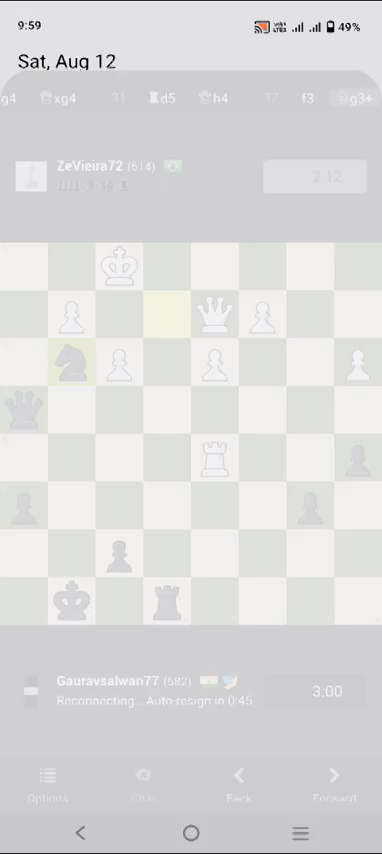 9:59 49%
Sat, Aug 12
g4 xg4 31 d5 h4 32 f3 g3+
ZeVieira72 (614) 2:12
Gauravsalwan77 (582)
Reconnecting... Auto-resign in 0:45 3:00
Options Chat Back Forward